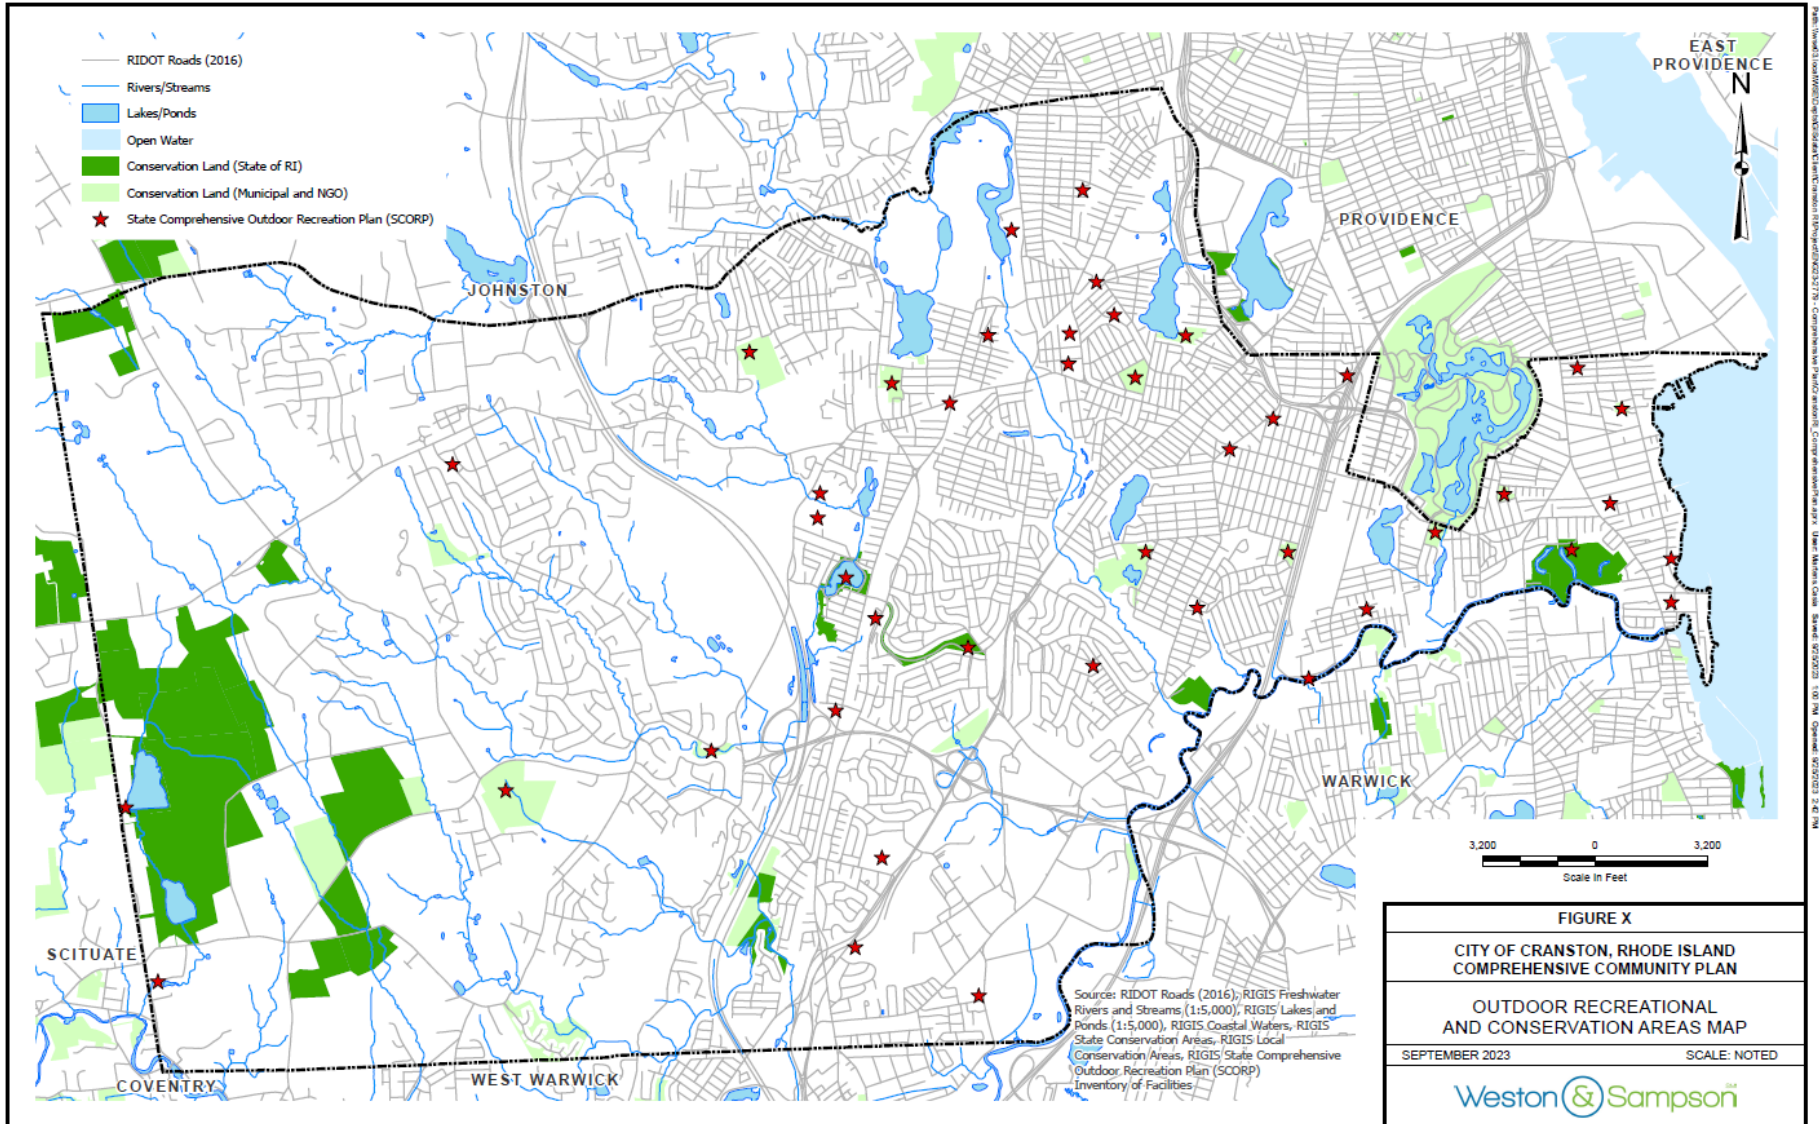 RIDOT Roads (2016)
Rivers/Streams
Lakes/Ponds
Open Water
Conservation Land (State of RI)
Conservation Land (Municipal and NGO)
State Comprehensive Outdoor Recreation Plan (SCORP)
EAST
PROVIDENCE
N
PROVIDENCE
JOHNSTON
WARWICK
SCITUATE
COVENTRY
WEST WARWICK
3,200 0 3,200
Scale In Feet
Source: RIDOT Roads (2016), RIGIS Freshwater
Rivers and Streams (1:5,000), RIGIS Lakes and
Ponds (1:5,000), RIGIS Coastal Waters, RIGIS
State Conservation Areas, RIGIS Local
Conservation Areas, RIGIS State Comprehensive
Outdoor Recreation Plan (SCORP)
Inventory of Facilities
FIGURE X
CITY OF CRANSTON, RHODE ISLAND
COMPREHENSIVE COMMUNITY PLAN
OUTDOOR RECREATIONAL
AND CONSERVATION AREAS MAP
SEPTEMBER 2023 SCALE: NOTED
Weston & Sampson